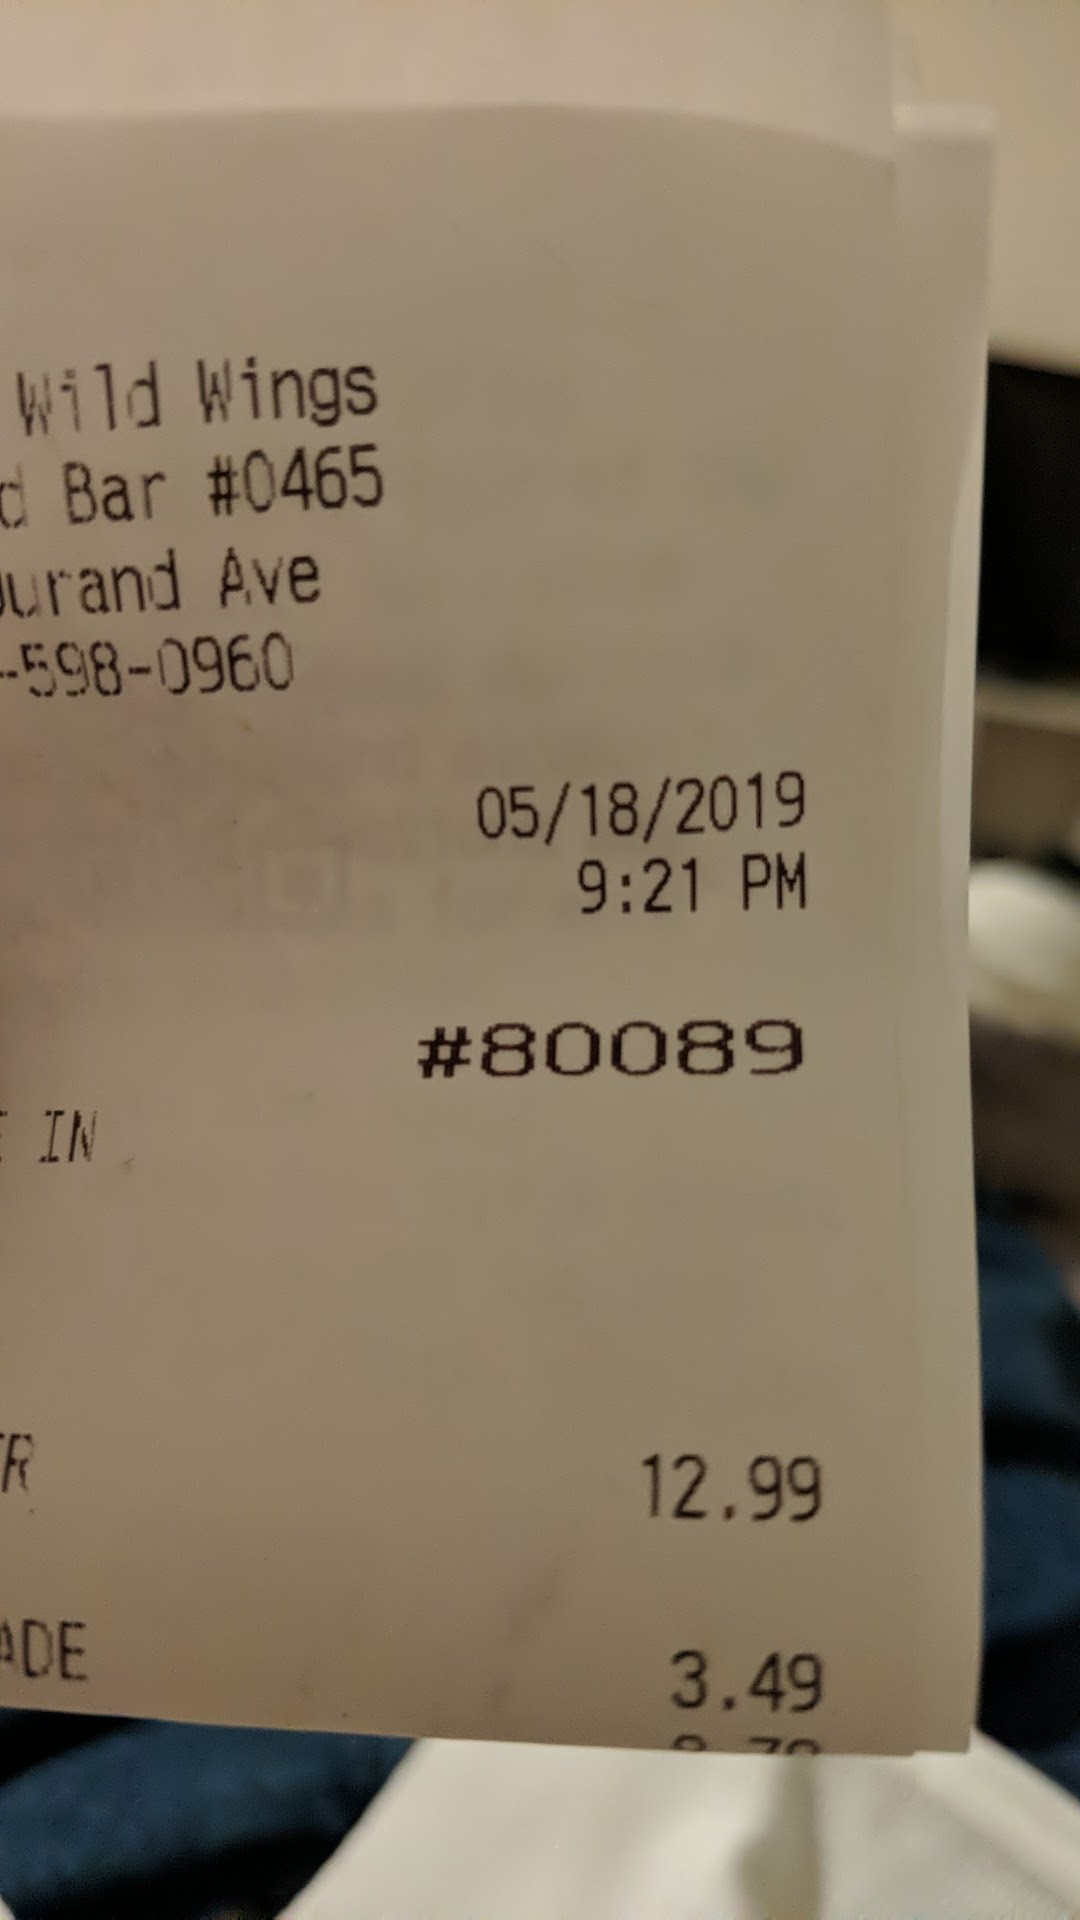 Wild Wings
d Bar #0465
urand Ave
-598-0960
05/18/2019
9:21 PM
#80089
IN
R 12.99
ADE 3.49